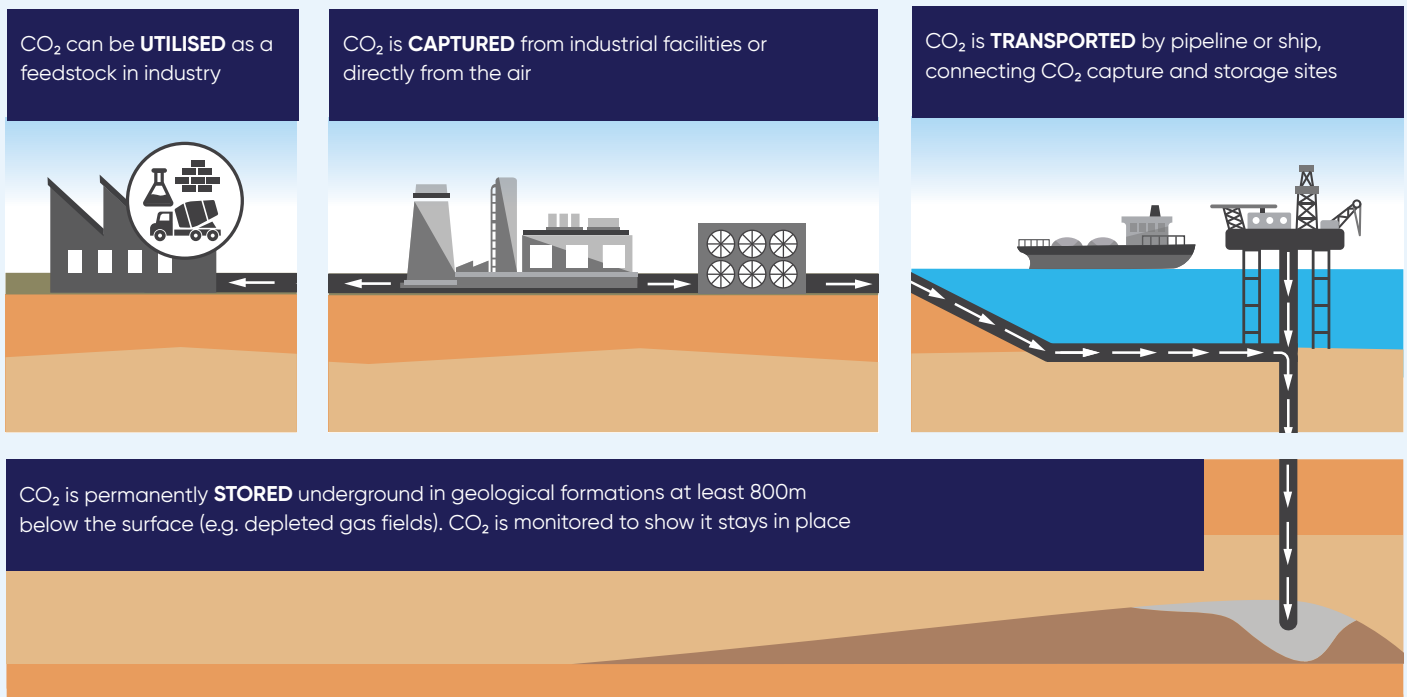 CO₂ can be UTILISED as a
feedstock in industry
CO₂ is CAPTURED from industrial facilities or
directly from the air
CO₂ is TRANSPORTED by pipeline or ship,
connecting CO₂ capture and storage sites
CO₂ is permanently STORED underground in geological formations at least 800m
below the surface (e.g. depleted gas fields). CO₂ is monitored to show it stays in place